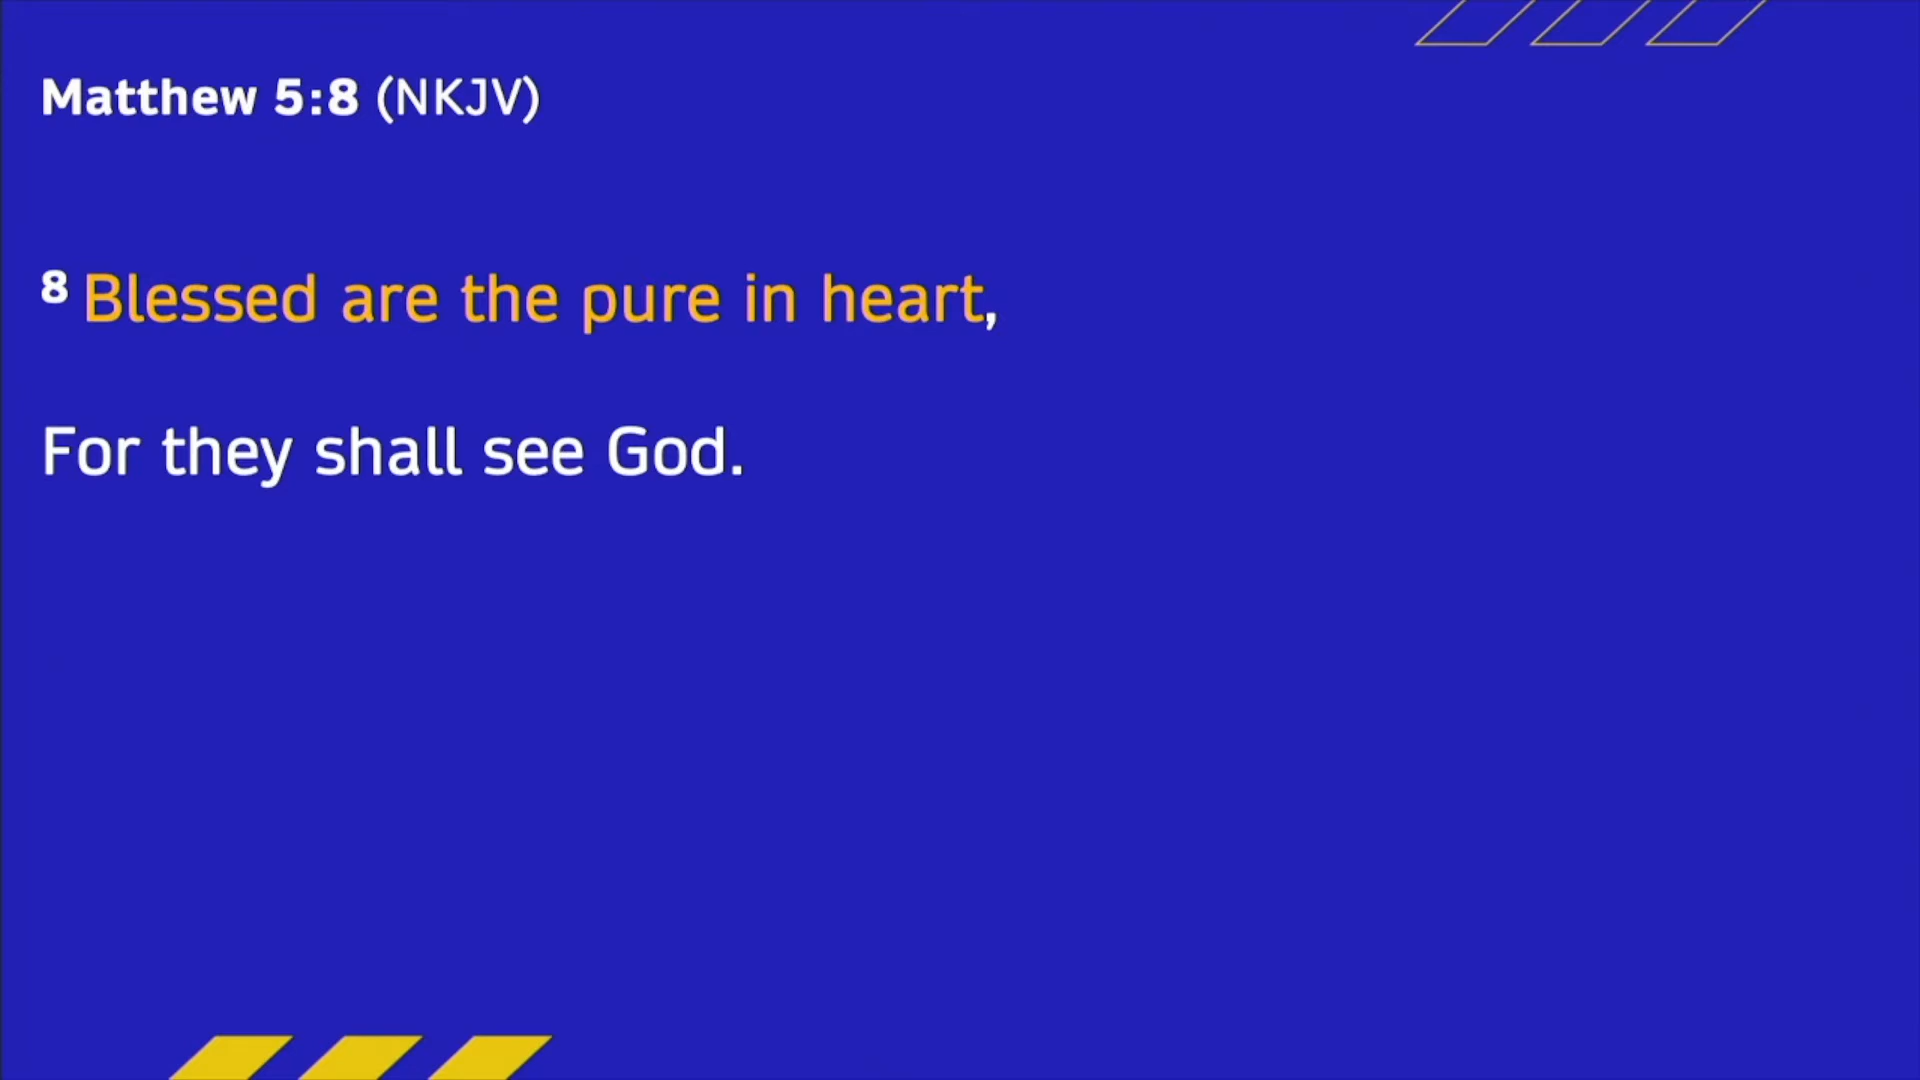 Matthew 5:8 (NKJV)
8 Blessed are the pure in heart,
For they shall see God.